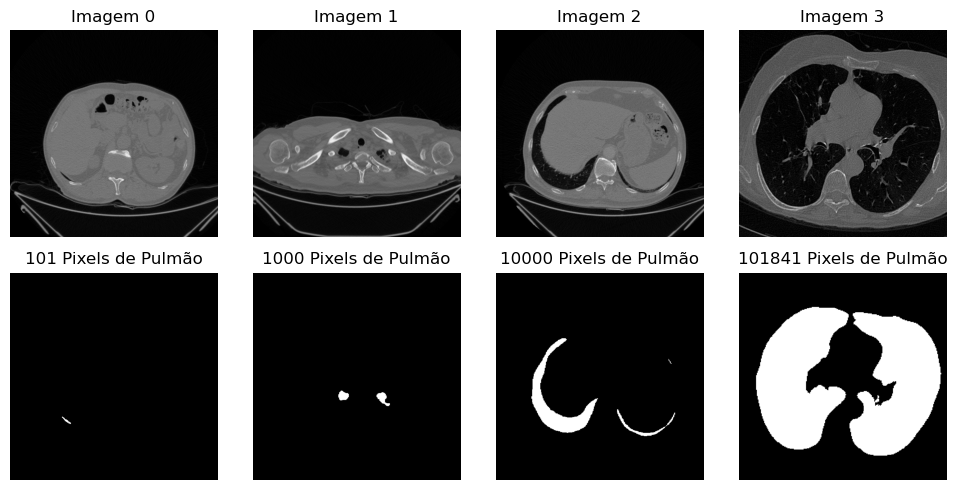 Imagem 0
Imagem 1
Imagem 2
Imagem 3
101 Pixels de Pulmão
1000 Pixels de Pulmão
10000 Pixels de Pulmão
101841 Pixels de Pulmão